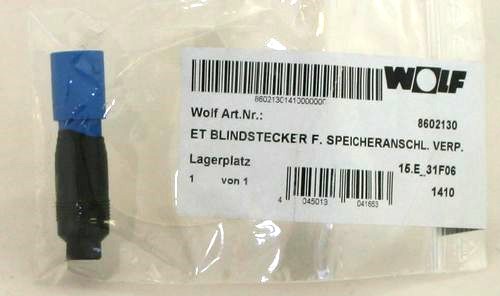 WOLF
8602130141000000
Wolf Art.Nr.: 8602130
ET BLINDSTECKER F. SPEICHERANSCHL. VERP.
Lagerplatz 15.E_31F06
1 von 1 1410
4 045013 041653